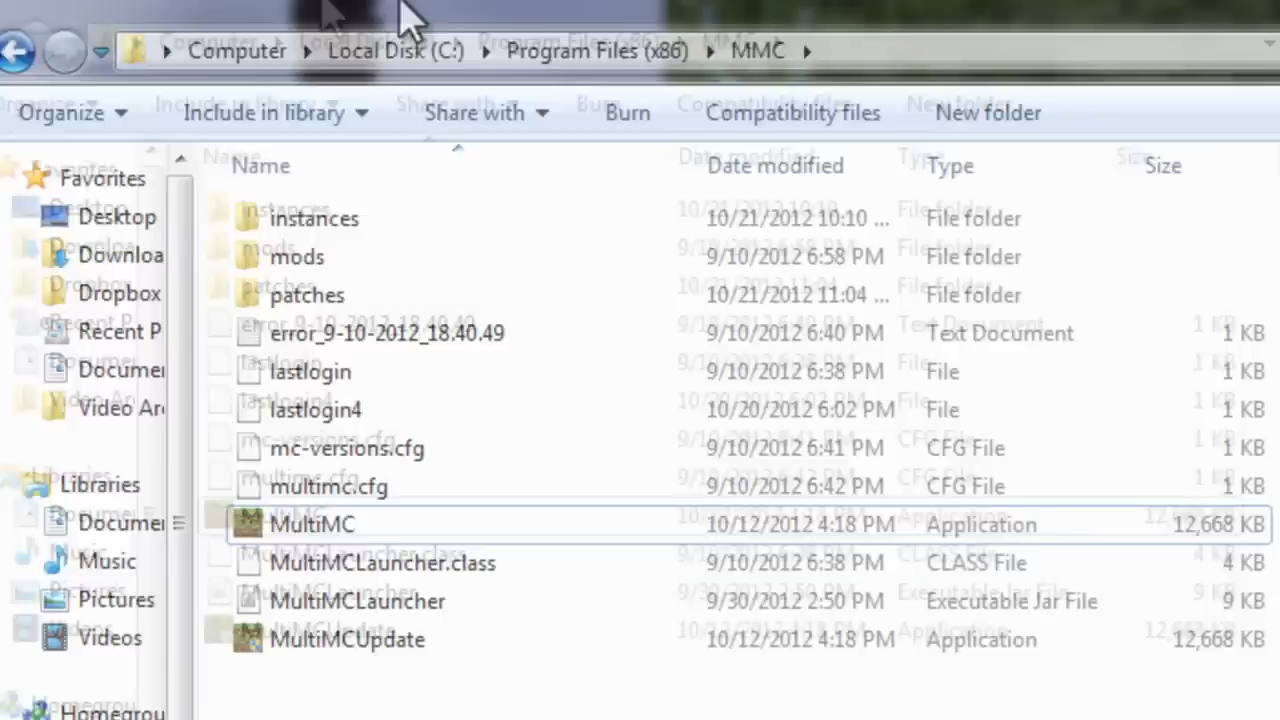 Computer Local Disk (C:) Program Files (x86) MMC
Organize Include in library Share with Burn Compatibility files New folder
Name Date modified Type Size
Favorites
Desktop
Downloa
Dropbox
Recent P
Documer
Video Arc
Libraries
Documer
Music
Pictures
Videos
Homegrou
instances 10/21/2012 10:10 ... File folder
mods 9/10/2012 6:58 PM File folder
patches 10/21/2012 11:04 ... File folder
error_9-10-2012_18.40.49 9/10/2012 6:40 PM Text Document 1 KB
lastlogin 9/10/2012 6:38 PM File 1 KB
lastlogin4 10/20/2012 6:02 PM File 1 KB
mc-versions.cfg 9/10/2012 6:41 PM CFG File 1 KB
multimc.cfg 9/10/2012 6:42 PM CFG File 1 KB
MultiMC 10/12/2012 4:18 PM Application 12,668 KB
MultiMCLauncher.class 9/10/2012 6:38 PM CLASS File 4 KB
MultiMCLauncher 9/30/2012 2:50 PM Executable Jar File 9 KB
MultiMCUpdate 10/12/2012 4:18 PM Application 12,668 KB